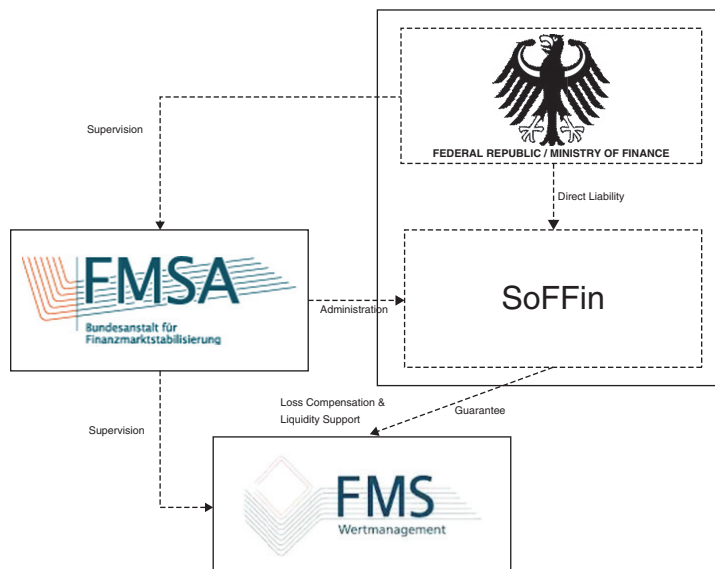 FEDERAL REPUBLIC / MINISTRY OF FINANCE
Supervision
Direct Liability
FMSA
Bundesanstalt für
Finanzmarktstabilisierung
Administration
SoFFin
Loss Compensation &
Liquidity Support
Guarantee
Supervision
FMS
Wertmanagement